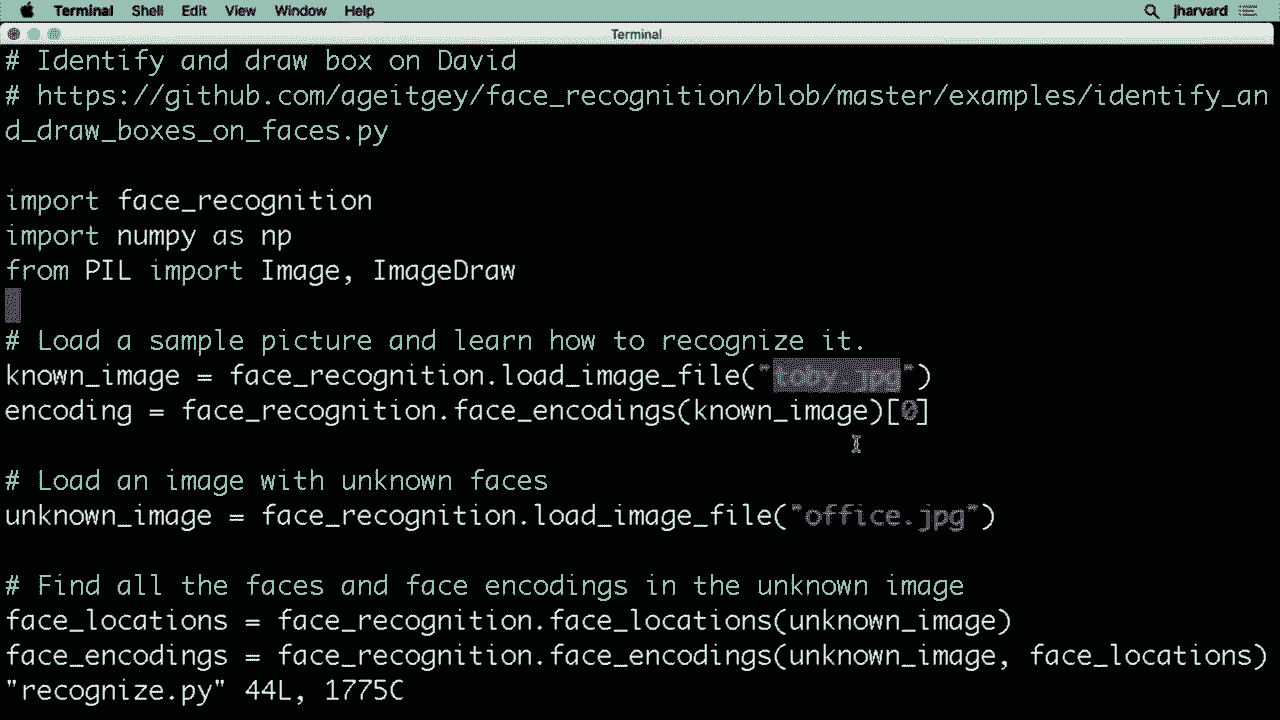 Terminal Shell Edit View Window Help jharvard
Terminal
# Identify and draw box on David
# https://github.com/ageitgey/face_recognition/blob/master/examples/identify_an
d_draw_boxes_on_faces.py
import face_recognition
import numpy as np
from PIL import Image, ImageDraw
# Load a sample picture and learn how to recognize it.
known_image = face_recognition.load_image_file("toby.jpg")
encoding = face_recognition.face_encodings(known_image)[0]
# Load an image with unknown faces
unknown_image = face_recognition.load_image_file("office.jpg")
# Find all the faces and face encodings in the unknown image
face_locations = face_recognition.face_locations(unknown_image)
face_encodings = face_recognition.face_encodings(unknown_image, face_locations)
"recognize.py" 44L, 1775C